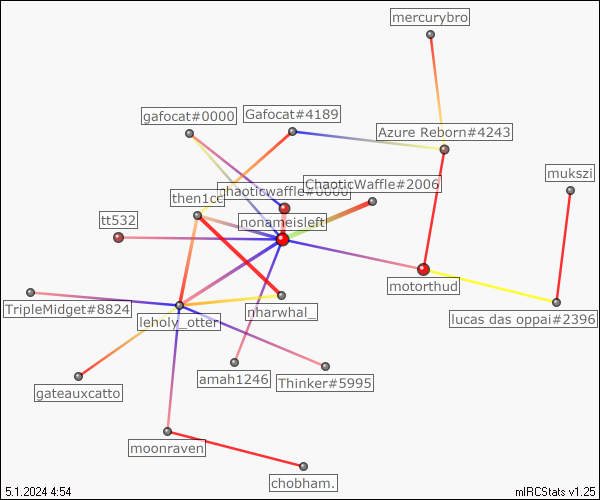 mercurybro
gafocat#0000
Gafocat#4189
Azure Reborn#4243
mukszi
chaoticwaffle#0000
ChaoticWaffle#2006
then1cc
tt532
nonameisleft
motorthud
TripleMidget#8824
leholy_otter
nharwhal_
lucas das oppai#2396
gateauxcatto
amah1246
Thinker#5995
moonraven
chobham.
5.1.2024 4:54
mIRCStats v1.25